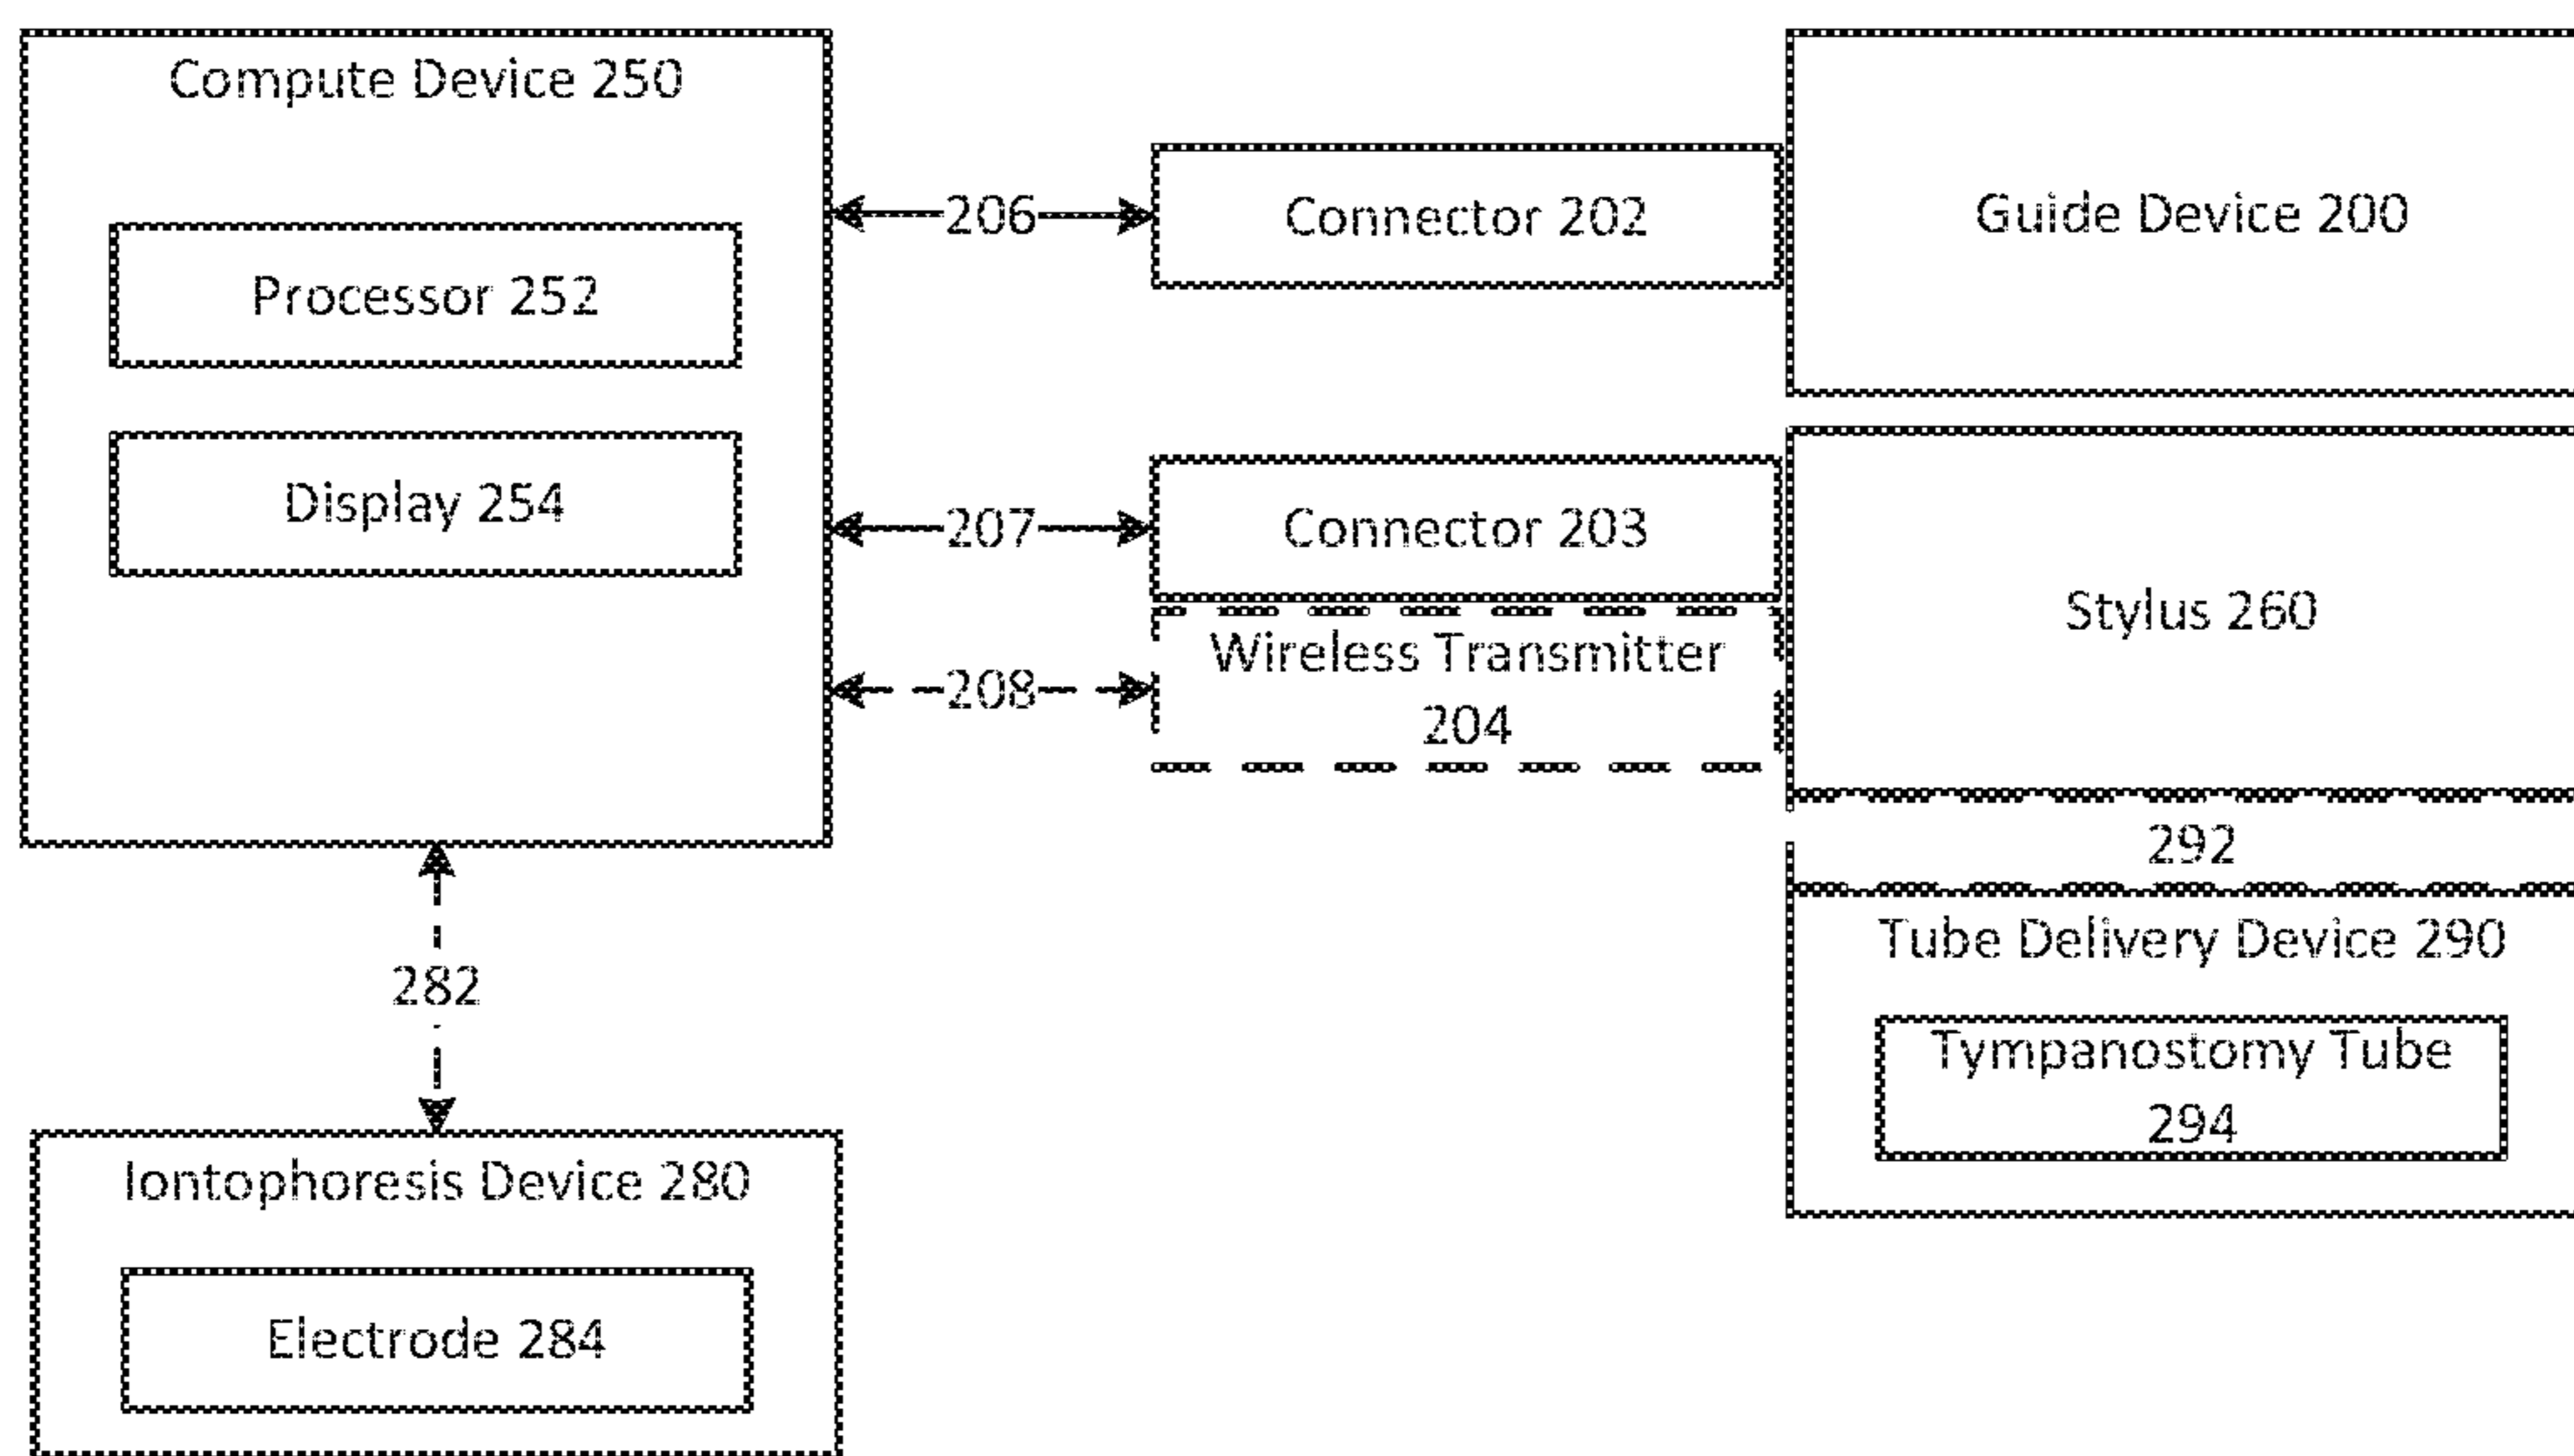 Compute Device 250
Processor 252
Display 254
206
Connector 202
Guide Device 200
207
Connector 203
208
Wireless Transmitter
204
Stylus 260
292
Tube Delivery Device 290
Tympanostomy Tube
294
282
Iontophoresis Device 280
Electrode 284